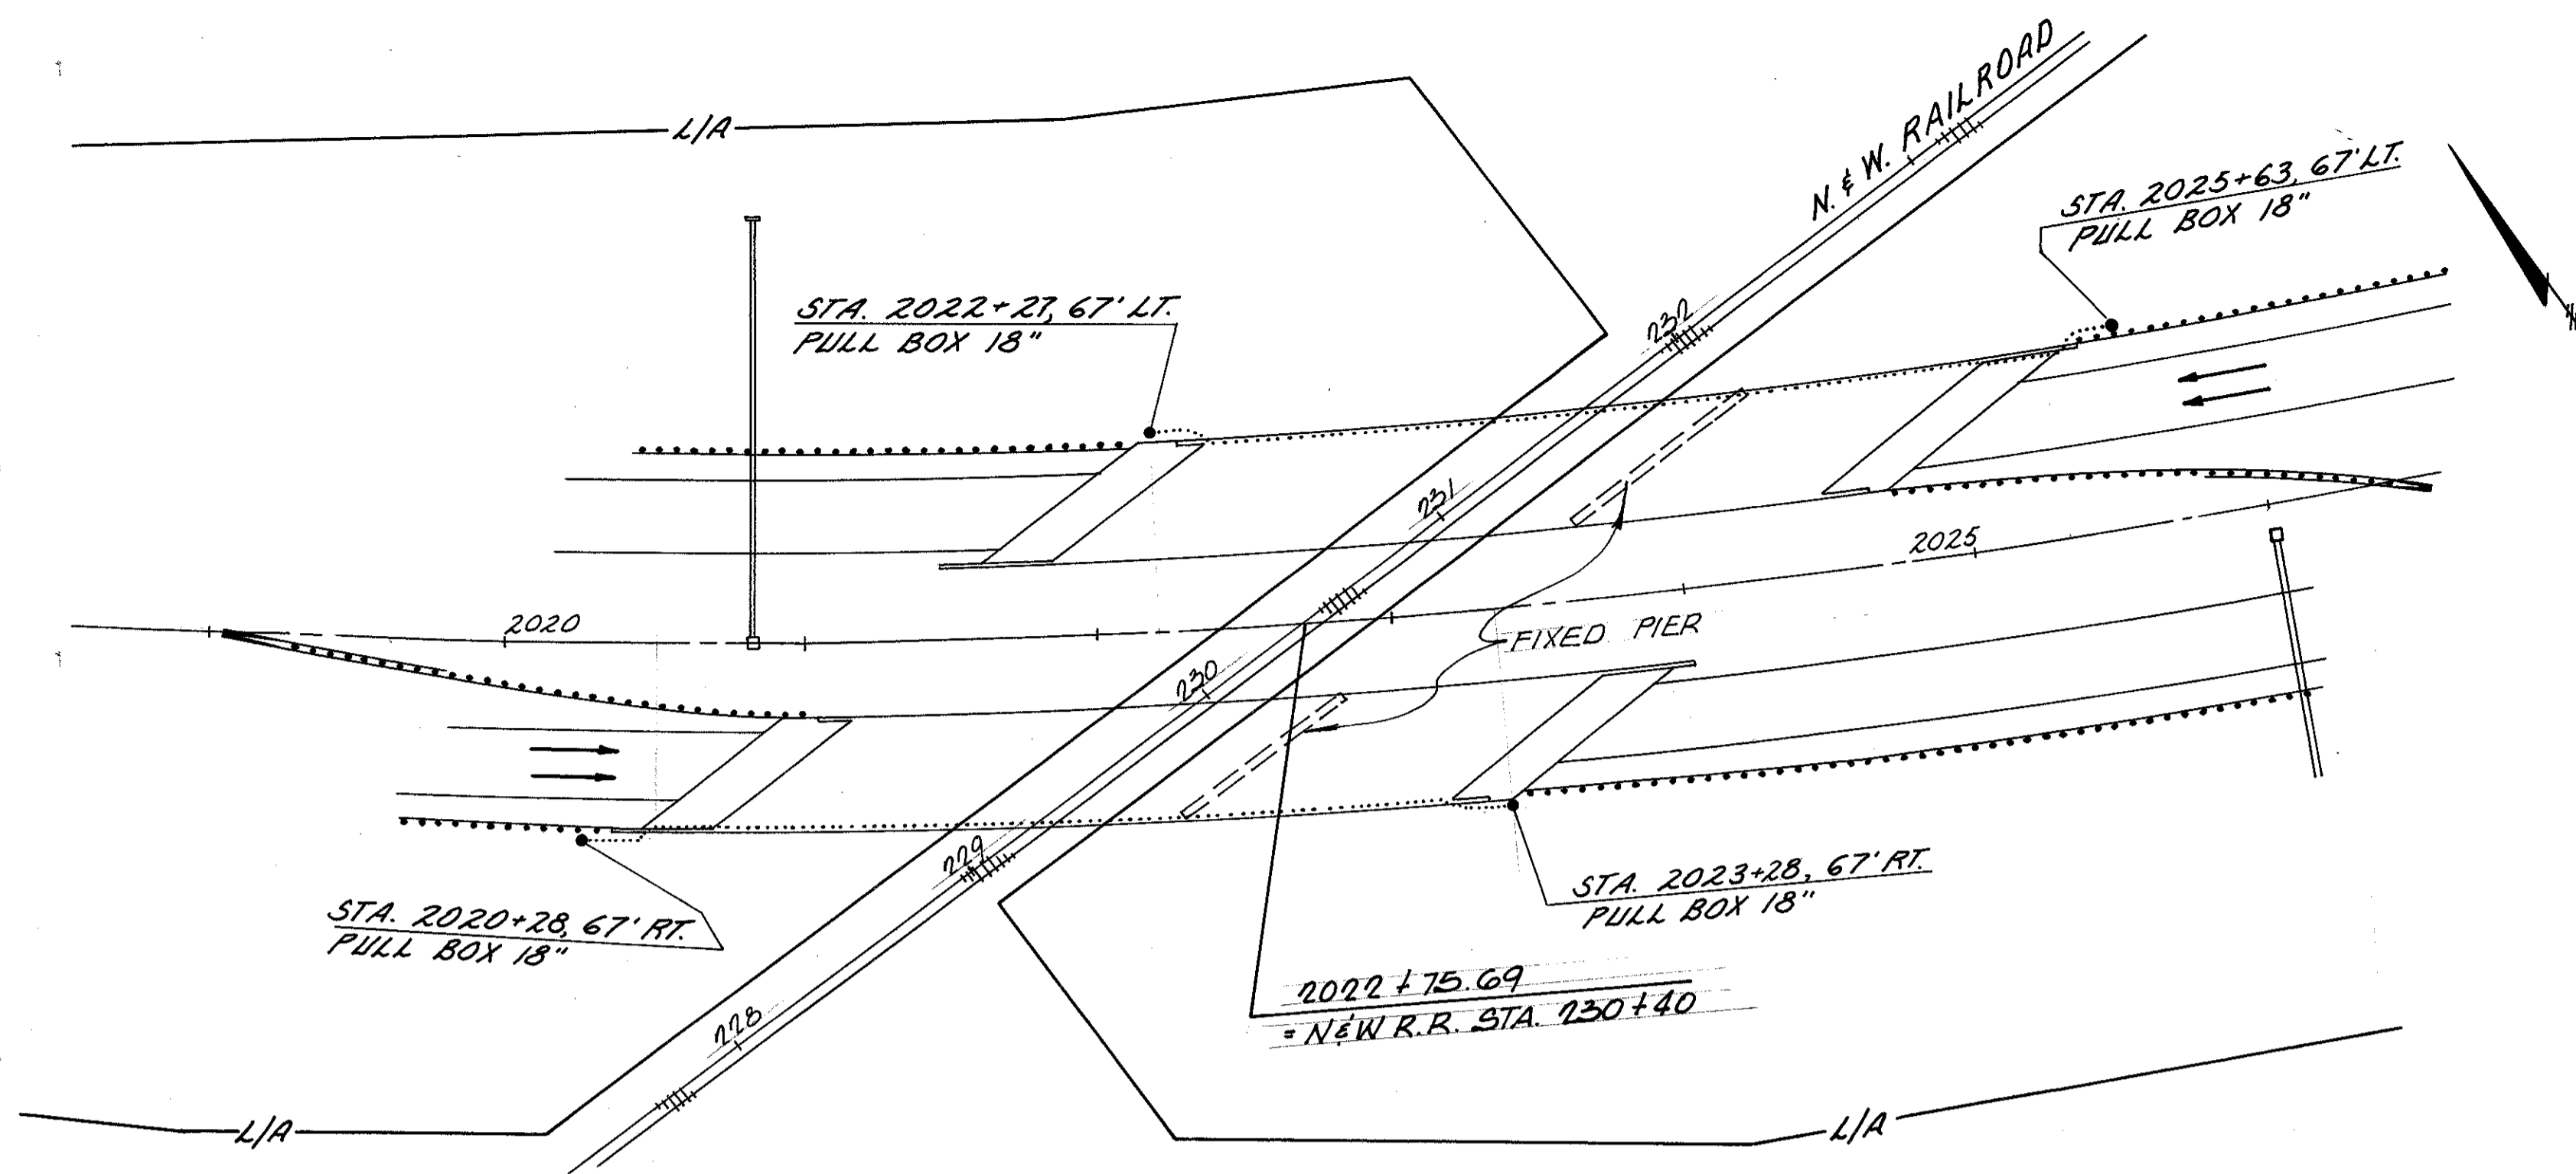 L/A
N. & W. RAILROAD
STA. 2025+63, 67' LT.
PULL BOX 18"
STA. 2022+27, 67' LT.
PULL BOX 18"
232
231
2025
2020
FIXED PIER
230
229
STA. 2023+28, 67' RT.
PULL BOX 18"
STA. 2020+28, 67' RT.
PULL BOX 18"
2022+75.69
= N&W R.R. STA. 230+40
228
L/A
L/A